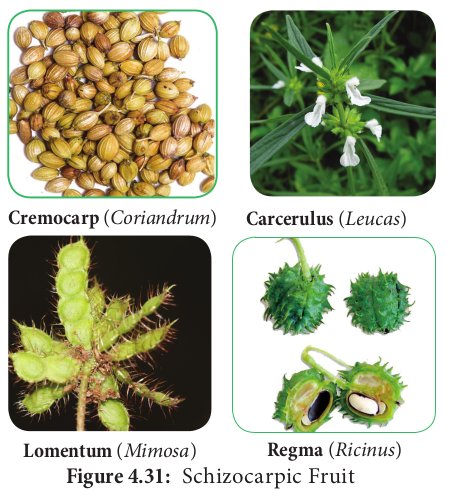 Cremocarp (Coriandrum)
Carcerulus (Leucas)
Lomentum (Mimosa)
Regma (Ricinus)
Figure 4.31: Schizocarpic Fruit